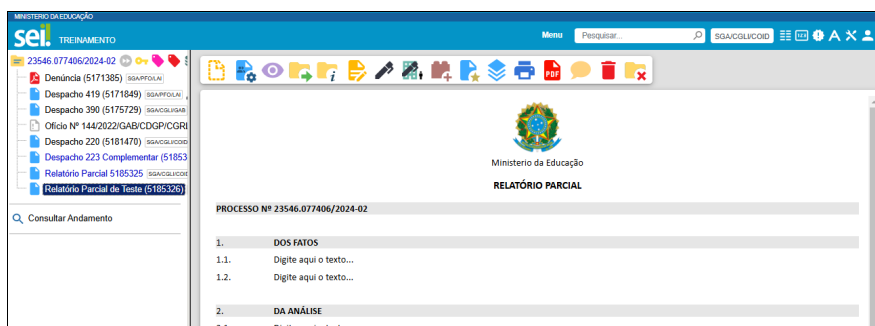 MINISTERIO DA EDUCAÇÃO
sei!
TREINAMENTO
Menu
Pesquisar...
SGA/CGLI/COID
23546.077406/2024-02
Denúncia (5171385) SGA/PFO/LAI
Despacho 419 (5171849) SGA/PFO/LAI
Despacho 390 (5175729) SGA/CGLI/GAB
Ofício Nº 144/2022/GAB/CDGP/CGRL
Despacho 220 (5181470) SGA/CGLI/COID
Despacho 223 Complementar (51853
Relatório Parcial 5185325 SGA/CGLI/COID
Relatório Parcial de Teste (5185326)
Consultar Andamento
PDF
Ministerio da Educação
RELATÓRIO PARCIAL
PROCESSO Nº 23546.077406/2024-02
1. DOS FATOS
1.1. Digite aqui o texto...
1.2. Digite aqui o texto...
2. DA ANÁLISE